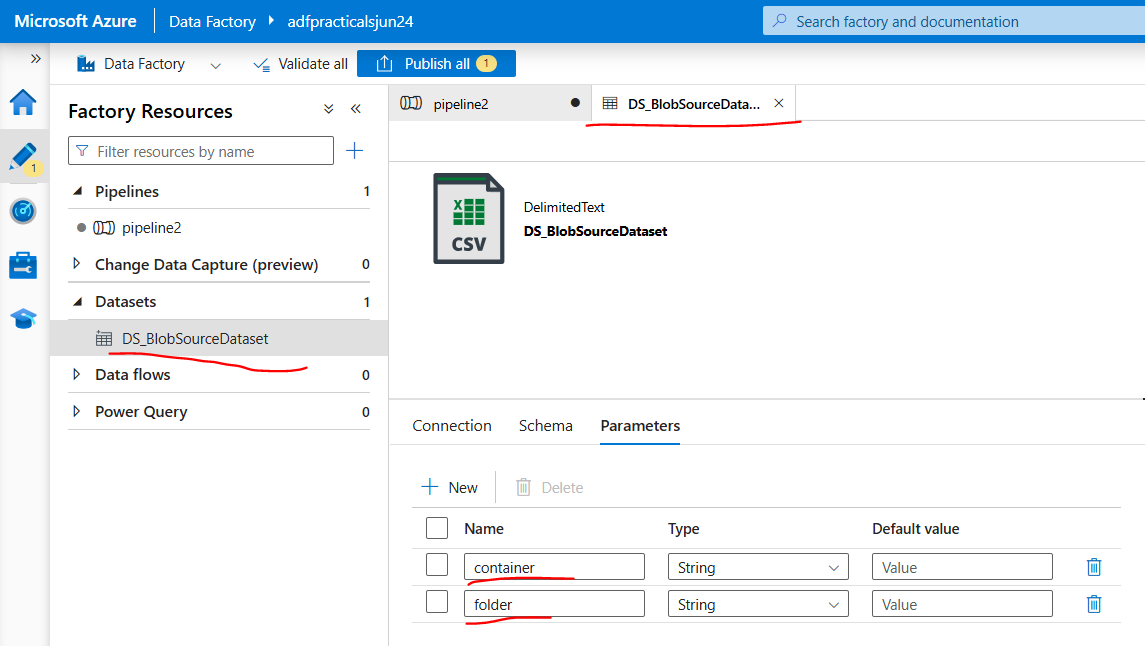 Microsoft Azure
Data Factory
adfpracticalsjun24
Search factory and documentation
Data Factory
Validate all
Publish all 1
Factory Resources
Filter resources by name
1
Pipelines 1
pipeline2
Change Data Capture (preview) 0
Datasets 1
DS_BlobSourceDataset
Data flows 0
Power Query 0
pipeline2
DS_BlobSourceData...
CSV
DelimitedText
DS_BlobSourceDataset
Connection Schema Parameters
New Delete
Name Type Default value
container String Value
folder String Value